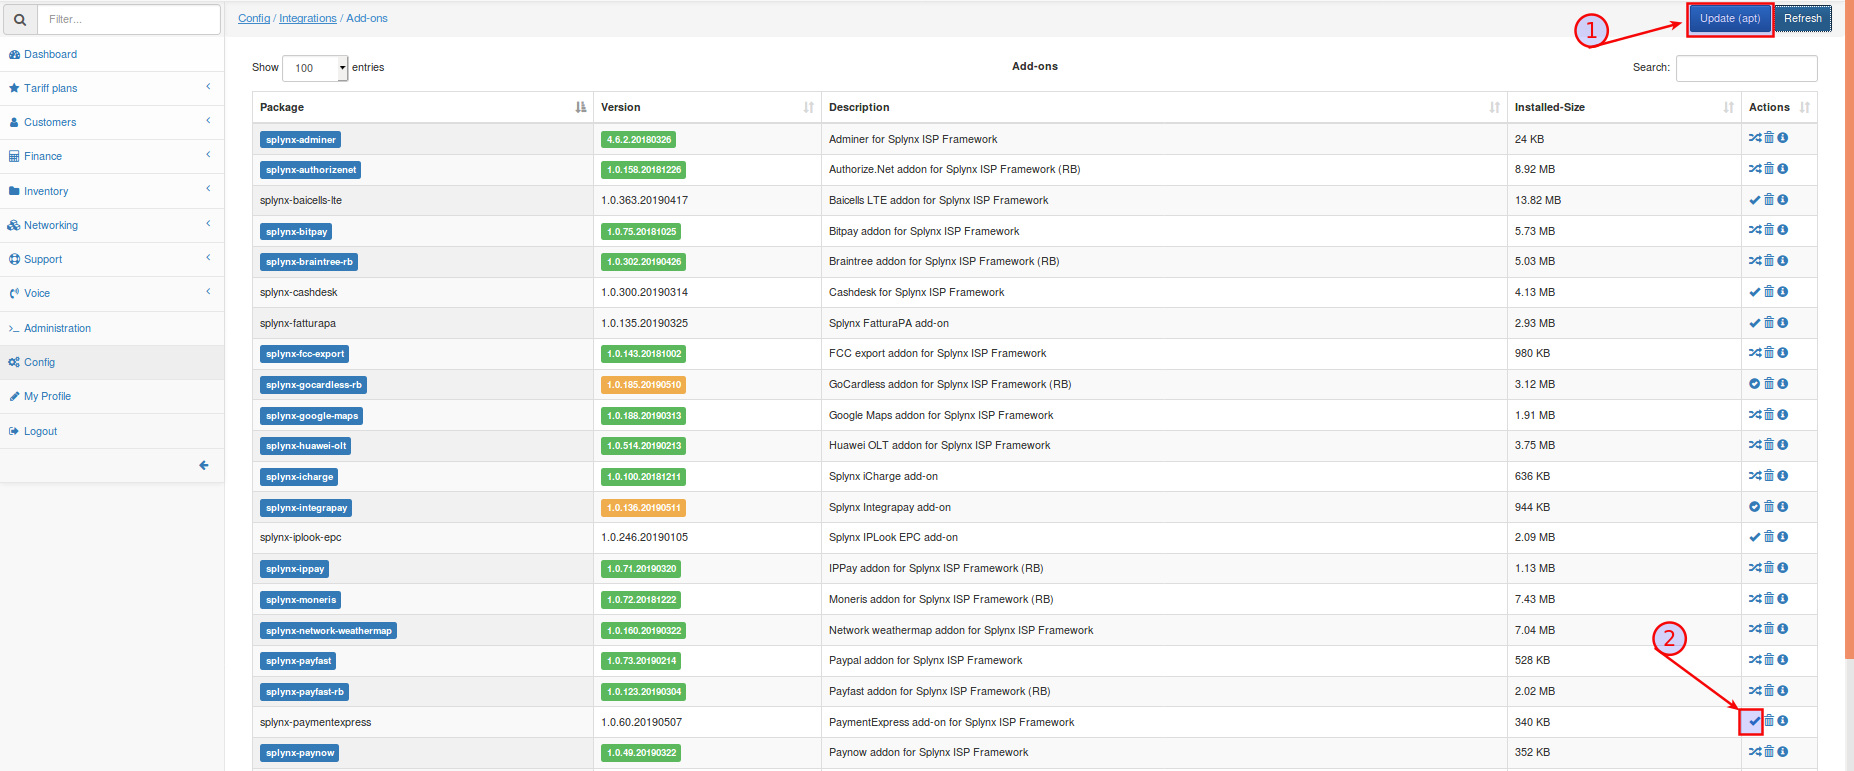 Filter...
Config / Integrations / Add-ons
Update (apt)
Refresh
1
Dashboard
Tariff plans
Customers
Finance
Inventory
Networking
Support
Voice
Administration
Config
My Profile
Logout
Show 100 entries
Add-ons
Search:
Package Version Description Installed-Size Actions
splynx-adminer 4.6.2.20180326 Adminer for Splynx ISP Framework 24 KB
splynx-authorizenet 1.0.158.20181226 Authorize.Net addon for Splynx ISP Framework (RB) 8.92 MB
splynx-baicells-lte 1.0.363.20190417 Baicells LTE addon for Splynx ISP Framework 13.82 MB
splynx-bitpay 1.0.75.20181025 Bitpay addon for Splynx ISP Framework 5.73 MB
splynx-braintree-rb 1.0.302.20190426 Braintree addon for Splynx ISP Framework (RB) 5.03 MB
splynx-cashdesk 1.0.300.20190314 Cashdesk for Splynx ISP Framework 4.13 MB
splynx-fatturapa 1.0.135.20190325 Splynx FatturaPA add-on 2.93 MB
splynx-fcc-export 1.0.143.20181002 FCC export addon for Splynx ISP Framework 980 KB
splynx-gocardless-rb 1.0.185.20190510 GoCardless addon for Splynx ISP Framework (RB) 3.12 MB
splynx-google-maps 1.0.188.20190313 Google Maps addon for Splynx ISP Framework 1.91 MB
splynx-huawei-olt 1.0.514.20190213 Huawei OLT addon for Splynx ISP Framework 3.75 MB
splynx-icharge 1.0.100.20181211 Splynx iCharge add-on 636 KB
splynx-integrapay 1.0.136.20190511 Splynx Integrapay add-on 944 KB
splynx-iplook-epc 1.0.246.20190105 Splynx IPLook EPC add-on 2.09 MB
splynx-ippay 1.0.71.20190320 IPPay addon for Splynx ISP Framework (RB) 1.13 MB
splynx-moneris 1.0.72.20181222 Moneris addon for Splynx ISP Framework (RB) 7.43 MB
splynx-network-weathermap 1.0.160.20190322 Network weathermap addon for Splynx ISP Framework 7.04 MB
2
splynx-payfast 1.0.73.20190214 Paypal addon for Splynx ISP Framework 528 KB
splynx-payfast-rb 1.0.123.20190304 Payfast addon for Splynx ISP Framework (RB) 2.02 MB
splynx-paymentexpress 1.0.60.20190507 PaymentExpress add-on for Splynx ISP Framework 340 KB
splynx-paynow 1.0.49.20190322 Paynow addon for Splynx ISP Framework 352 KB